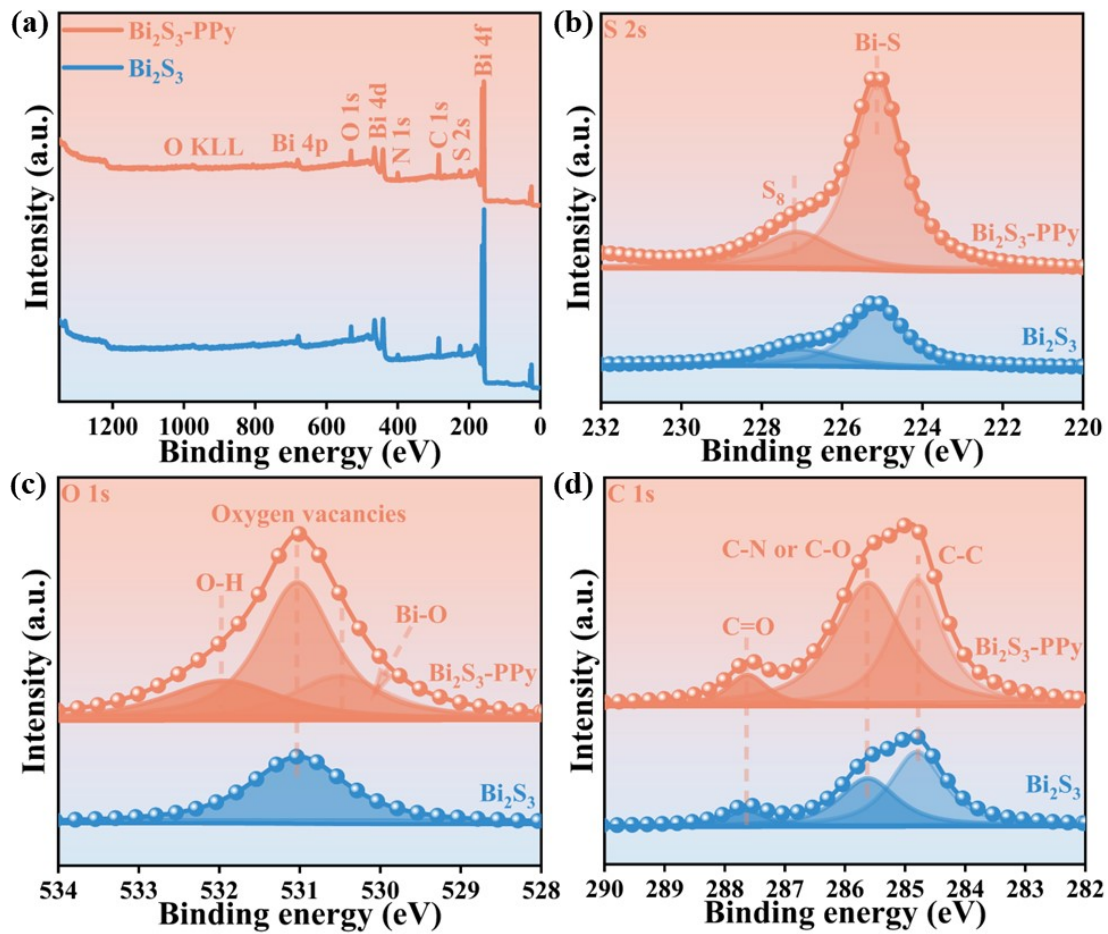 (a)
Bi₂S₃-PPy
Bi₂S₃
O KLL
Bi 4p
O 1s
Bi 4d
N 1s
C 1s
S 2s
Bi 4f
Intensity (a.u.)
1200 1000 800 600 400 200 0
Binding energy (eV)
(b)
S 2s
Bi-S
S₈
Bi₂S₃-PPy
Bi₂S₃
Intensity (a.u.)
232 230 228 226 224 222 220
Binding energy (eV)
(c)
O 1s
Oxygen vacancies
O-H
Bi-O
Bi₂S₃-PPy
Bi₂S₃
Intensity (a.u.)
534 533 532 531 530 529 528
Binding energy (eV)
(d)
C 1s
C-N or C-O
C-C
C=O
Bi₂S₃-PPy
Bi₂S₃
Intensity (a.u.)
290 289 288 287 286 285 284 283 282
Binding energy (eV)